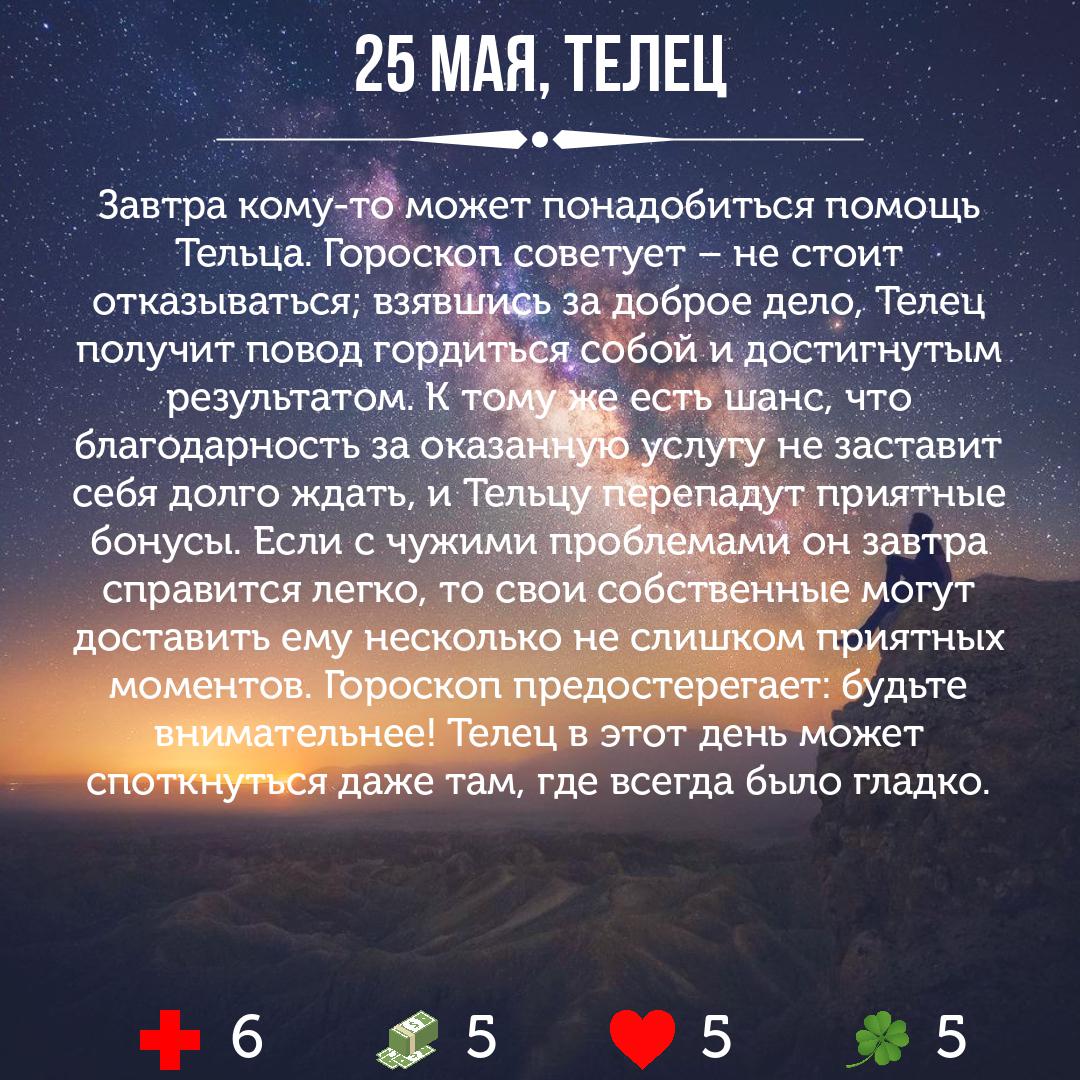 25 МАЯ, ТЕЛЕЦ
Завтра кому-то может понадобиться помощь
Тельца. Гороскоп советует – не стоит
отказываться; взявшись за доброе дело, Телец
получит повод гордиться собой и достигнутым
результатом. К тому же есть шанс, что
благодарность за оказанную услугу не заставит
себя долго ждать, и Тельцу перепадут приятные
бонусы. Если с чужими проблемами он завтра
справится легко, то свои собственные могут
доставить ему несколько не слишком приятных
моментов. Гороскоп предостерегает: будьте
внимательнее! Телец в этот день может
споткнуться даже там, где всегда было гладко.
6 5 5 5